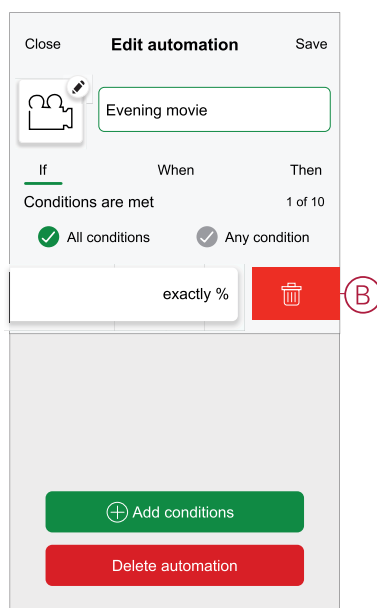 Close Edit automation Save
Evening movie
If When Then
Conditions are met 1 of 10
All conditions Any condition
exactly %
B
Add conditions
Delete automation